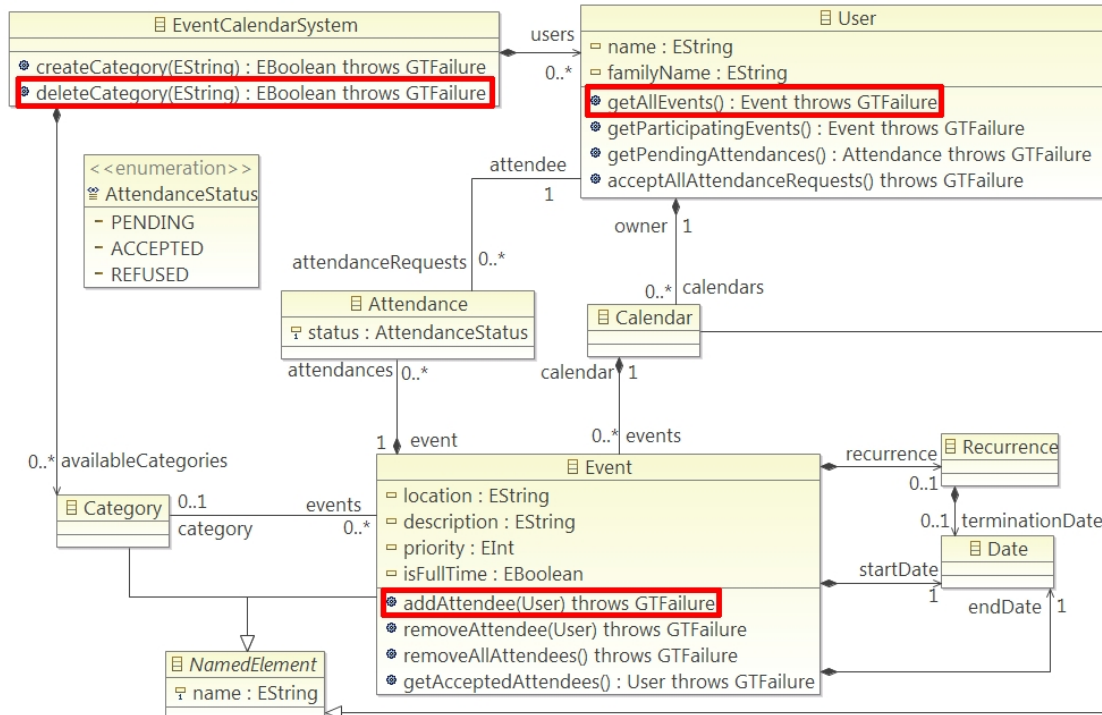 EventCalendarSystem
createCategory(EString) : EBoolean throws GTFailure
deleteCategory(EString) : EBoolean throws GTFailure
users
0..*
User
name : EString
familyName : EString
getAllEvents() : Event throws GTFailure
getParticipatingEvents() : Event throws GTFailure
getPendingAttendances() : Attendance throws GTFailure
acceptAllAttendanceRequests() throws GTFailure
<<enumeration>>
AttendanceStatus
PENDING
ACCEPTED
REFUSED
attendee
1
attendanceRequests
0..*
owner
1
0..*
calendars
Attendance
status : AttendanceStatus
Calendar
attendances
0..*
calendar
1
1
event
0..*
events
0..*
availableCategories
Category
0..1
category
events
0..*
Event
location : EString
description : EString
priority : EInt
isFullTime : EBoolean
addAttendee(User) throws GTFailure
removeAttendee(User) throws GTFailure
removeAllAttendees() throws GTFailure
getAcceptedAttendees() : User throws GTFailure
recurrence
0..1
Recurrence
0..1
terminationDate
Date
startDate
1
endDate
1
NamedElement
name : EString